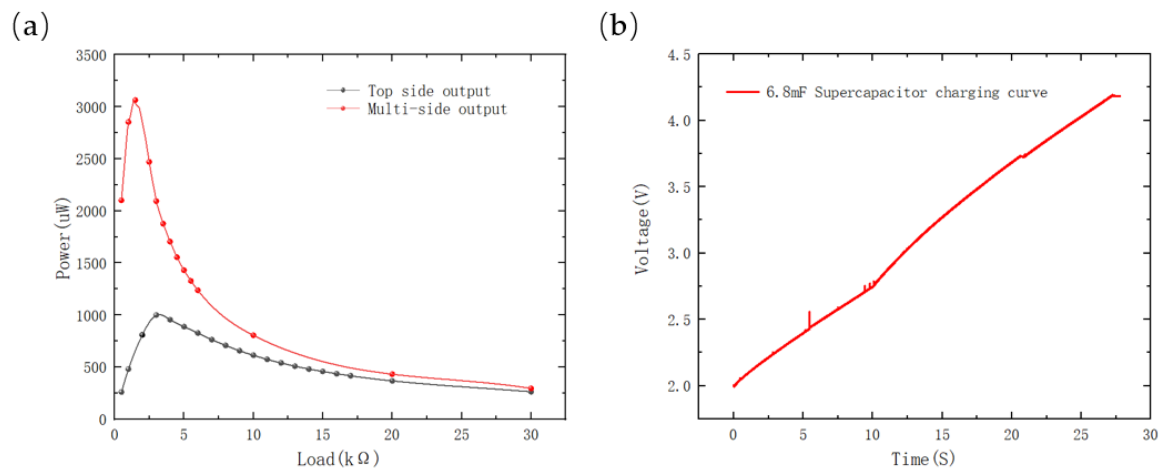 (a)
3500
3000
2500
2000
1500
1000
500
0
Power(uW)
Top side output
Multi-side output
0 5 10 15 20 25 30
Load(kΩ)
(b)
4.5
4.0
3.5
3.0
2.5
2.0
Voltage(V)
6.8mF Supercapacitor charging curve
0 5 10 15 20 25 30
Time(S)